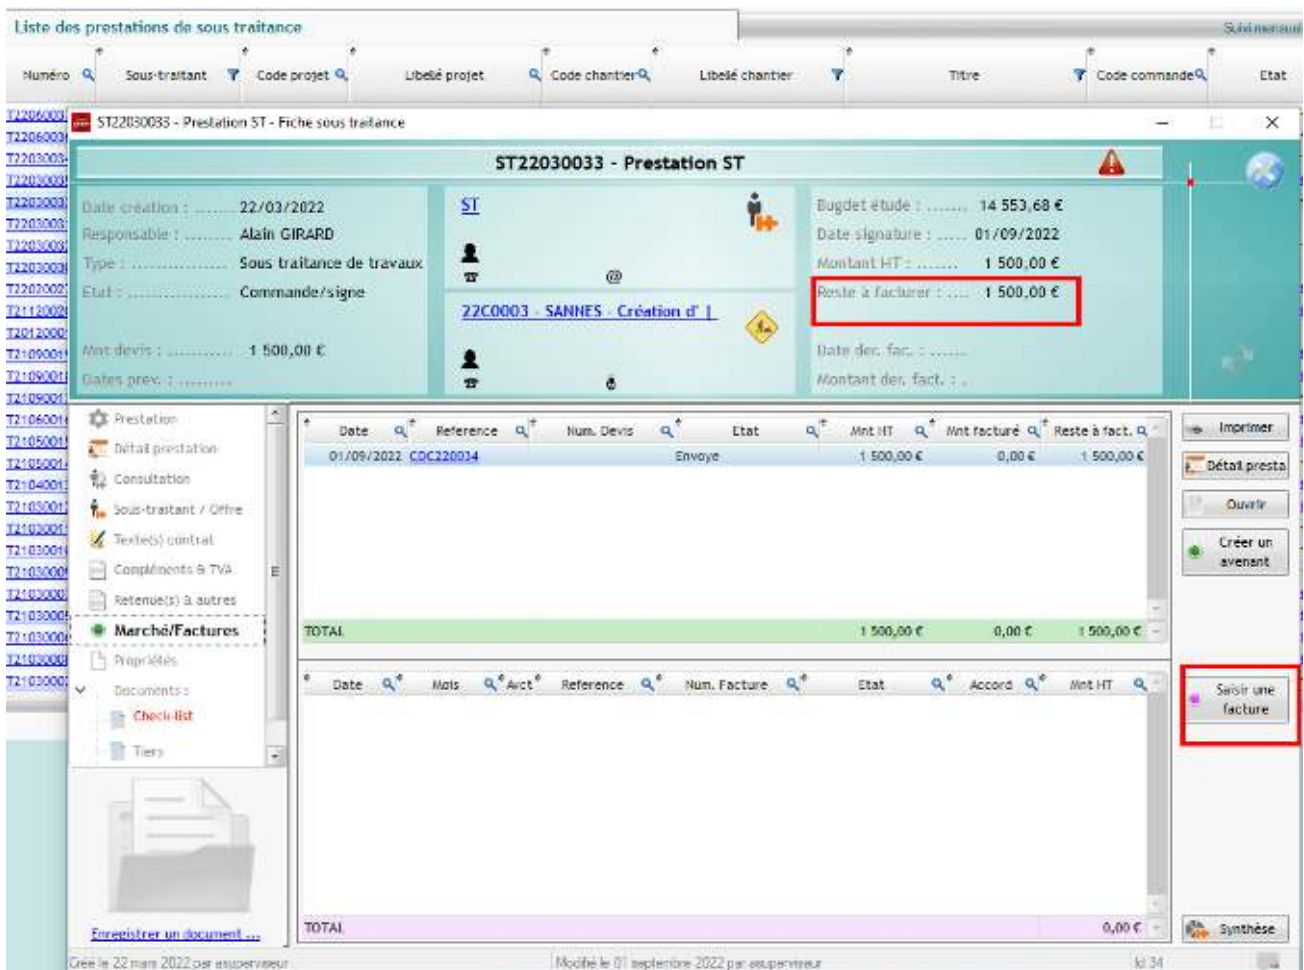 Liste des prestations de sous traitance
Suivi mensuel
Numéro Sous-traitant Code projet Libellé projet Code chantier Libellé chantier Titre Code commande Etat
ST22030033 - Prestation ST - Fiche sous traitance
ST22030033 - Prestation ST
Date création : ....... 22/03/2022
Responsable : ......... Alain GIRARD
Type : ................ Sous traitance de travaux
Etat : ................ Commande/signe
Mnt devis : ............ 1 500,00 €
Dates prev. : .........
ST
@
22C0003 - SANNES - Création d' |
Bugdet étude : ....... 14 553,68 €
Date signature : ..... 01/09/2022
Montant HT : ....... 1 500,00 €
Reste à facturer : .... 1 500,00 €
Date der. fac. : ......
Montant der. fact. : .
Prestation
Détail prestation
Consultation
Sous-traitant / Offre
Texte(s) contrat
Compléments & TVA
Retenue(s) & autres
Marché/Factures
Propriétés
Documents :
Check-list
Tiers
Enregistrer un document ...
Date Reference Num. Devis Etat Mnt HT Mnt facturé Reste à fact.
01/09/2022 CDC220034 Envoye 1 500,00 € 0,00 € 1 500,00 €
TOTAL 1 500,00 € 0,00 € 1 500,00 €
Date Mois Avct Reference Num. Facture Etat Accord Mnt HT
TOTAL 0,00 €
Imprimer
Détail presta
Ouvrir
Créer un
avenant
Saisir une
facture
Synthèse
Créé le 22 mars 2022 par asuperviseur Modifié le 01 septembre 2022 par asuperviseur Id 34